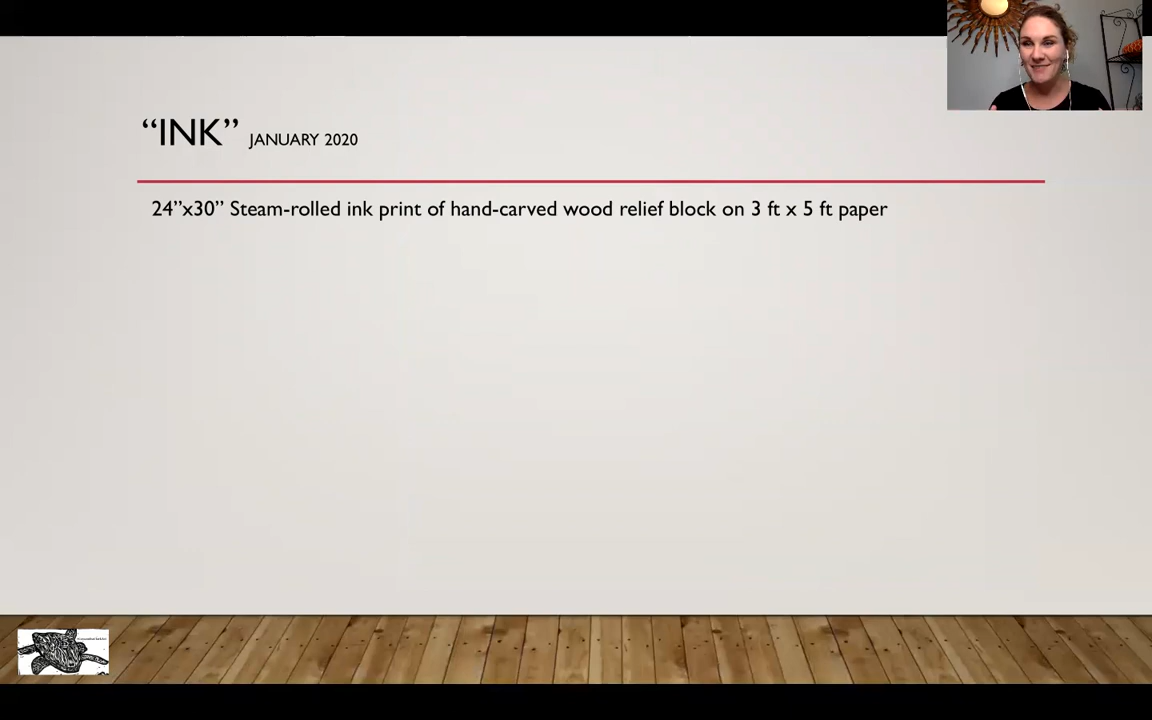 “INK” JANUARY 2020
24”x30” Steam-rolled ink print of hand-carved wood relief block on 3 ft x 5 ft paper